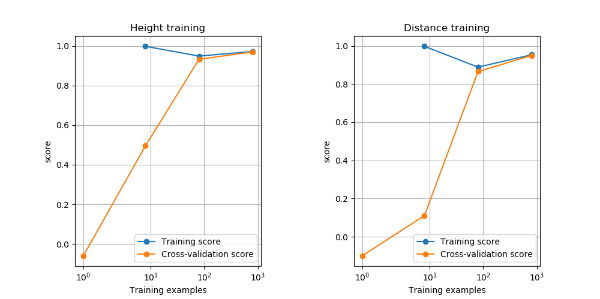 Height training
score
1.0
0.8
0.6
0.4
0.2
0.0
10⁰
10¹
10²
10³
Training examples
Training score
Cross-validation score
Distance training
score
1.0
0.8
0.6
0.4
0.2
0.0
10⁰
10¹
10²
10³
Training examples
Training score
Cross-validation score